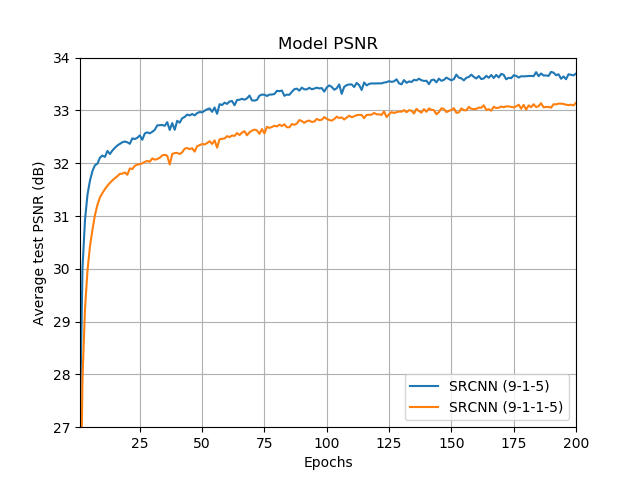 Model PSNR
34
33
32
31
30
29
28
27
Average test PSNR (dB)
SRCNN (9-1-5)
SRCNN (9-1-1-5)
25 50 75 100 125 150 175 200
Epochs